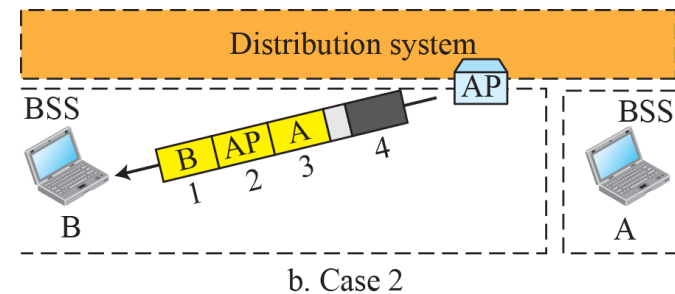 Distribution system
AP
BSS
BSS
B AP A
1 2 3 4
B
A
b. Case 2